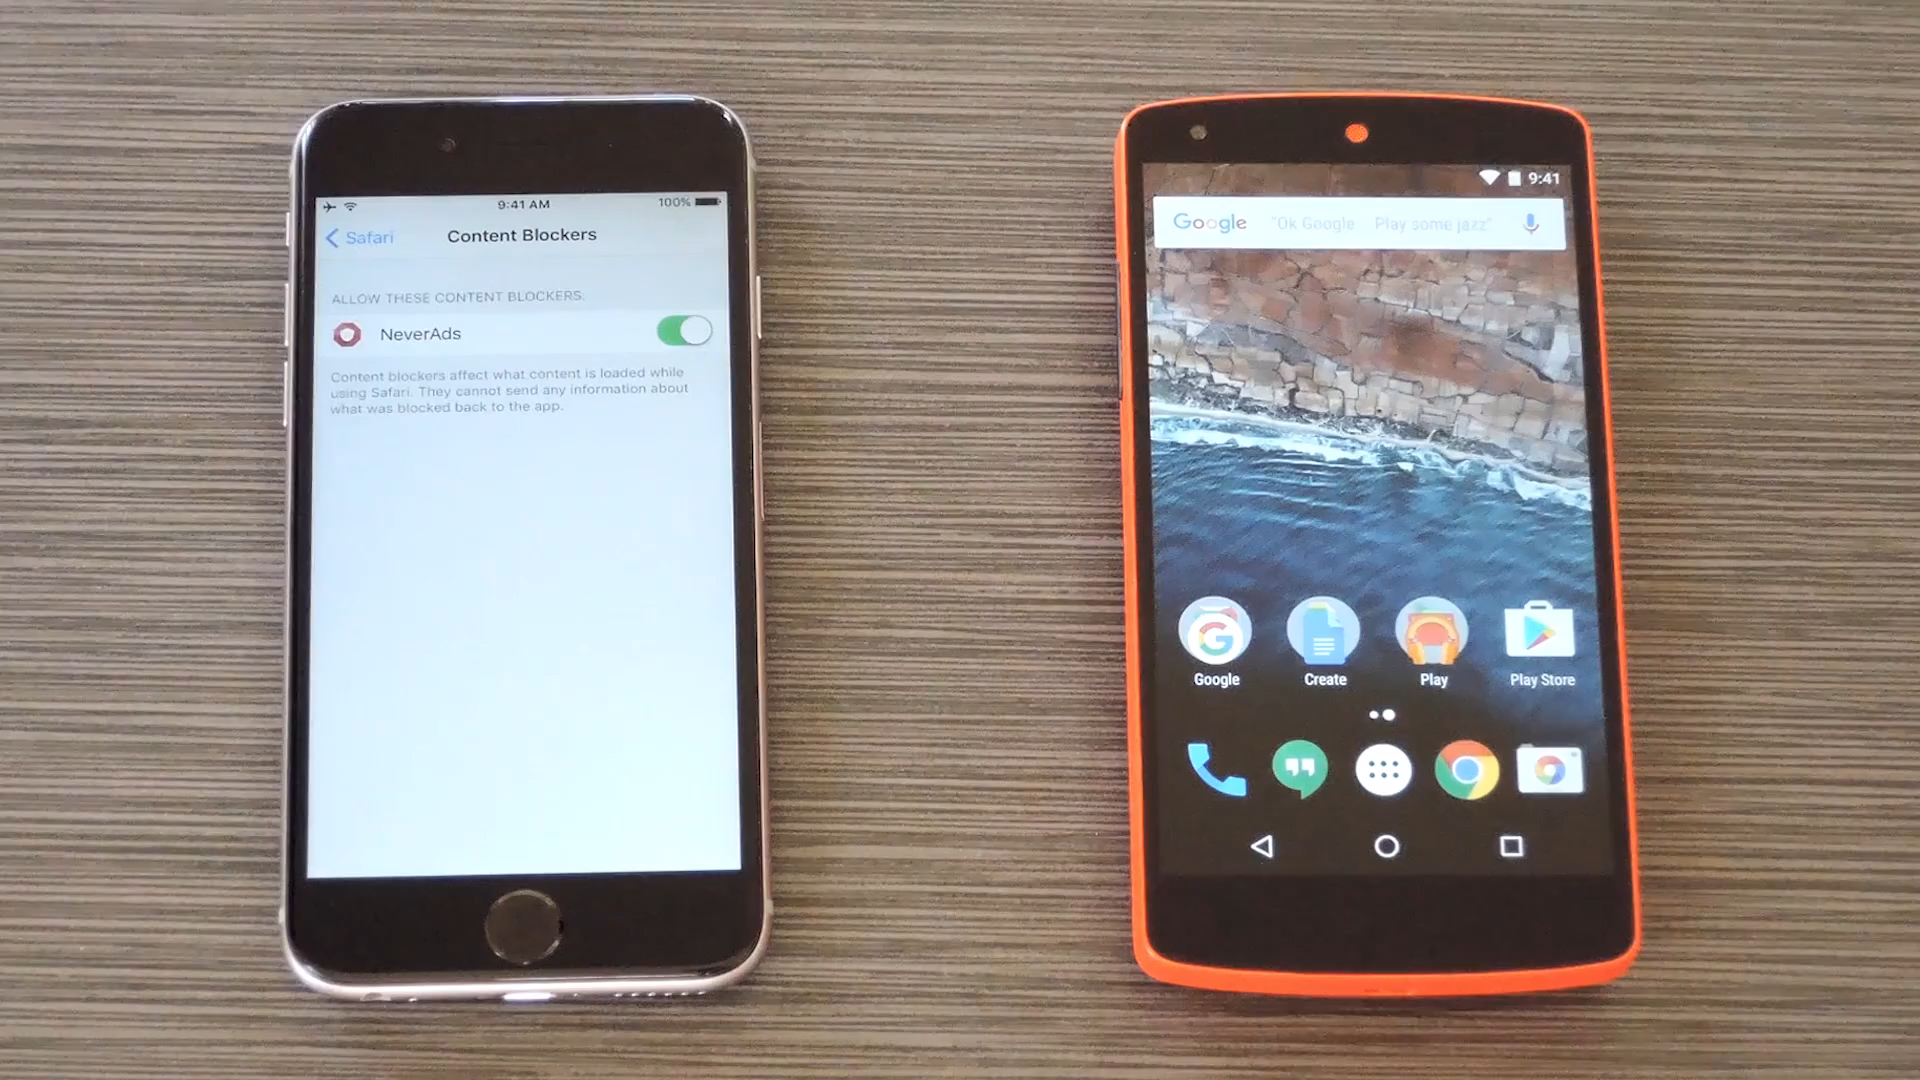 9:41 AM
100%
Safari
Content Blockers
ALLOW THESE CONTENT BLOCKERS:
NeverAds
Content blockers affect what content is loaded while
using Safari. They cannot send any information about
what was blocked back to the app.
9:41
Google "Ok Google Play some jazz"
Google Create Play Play Store